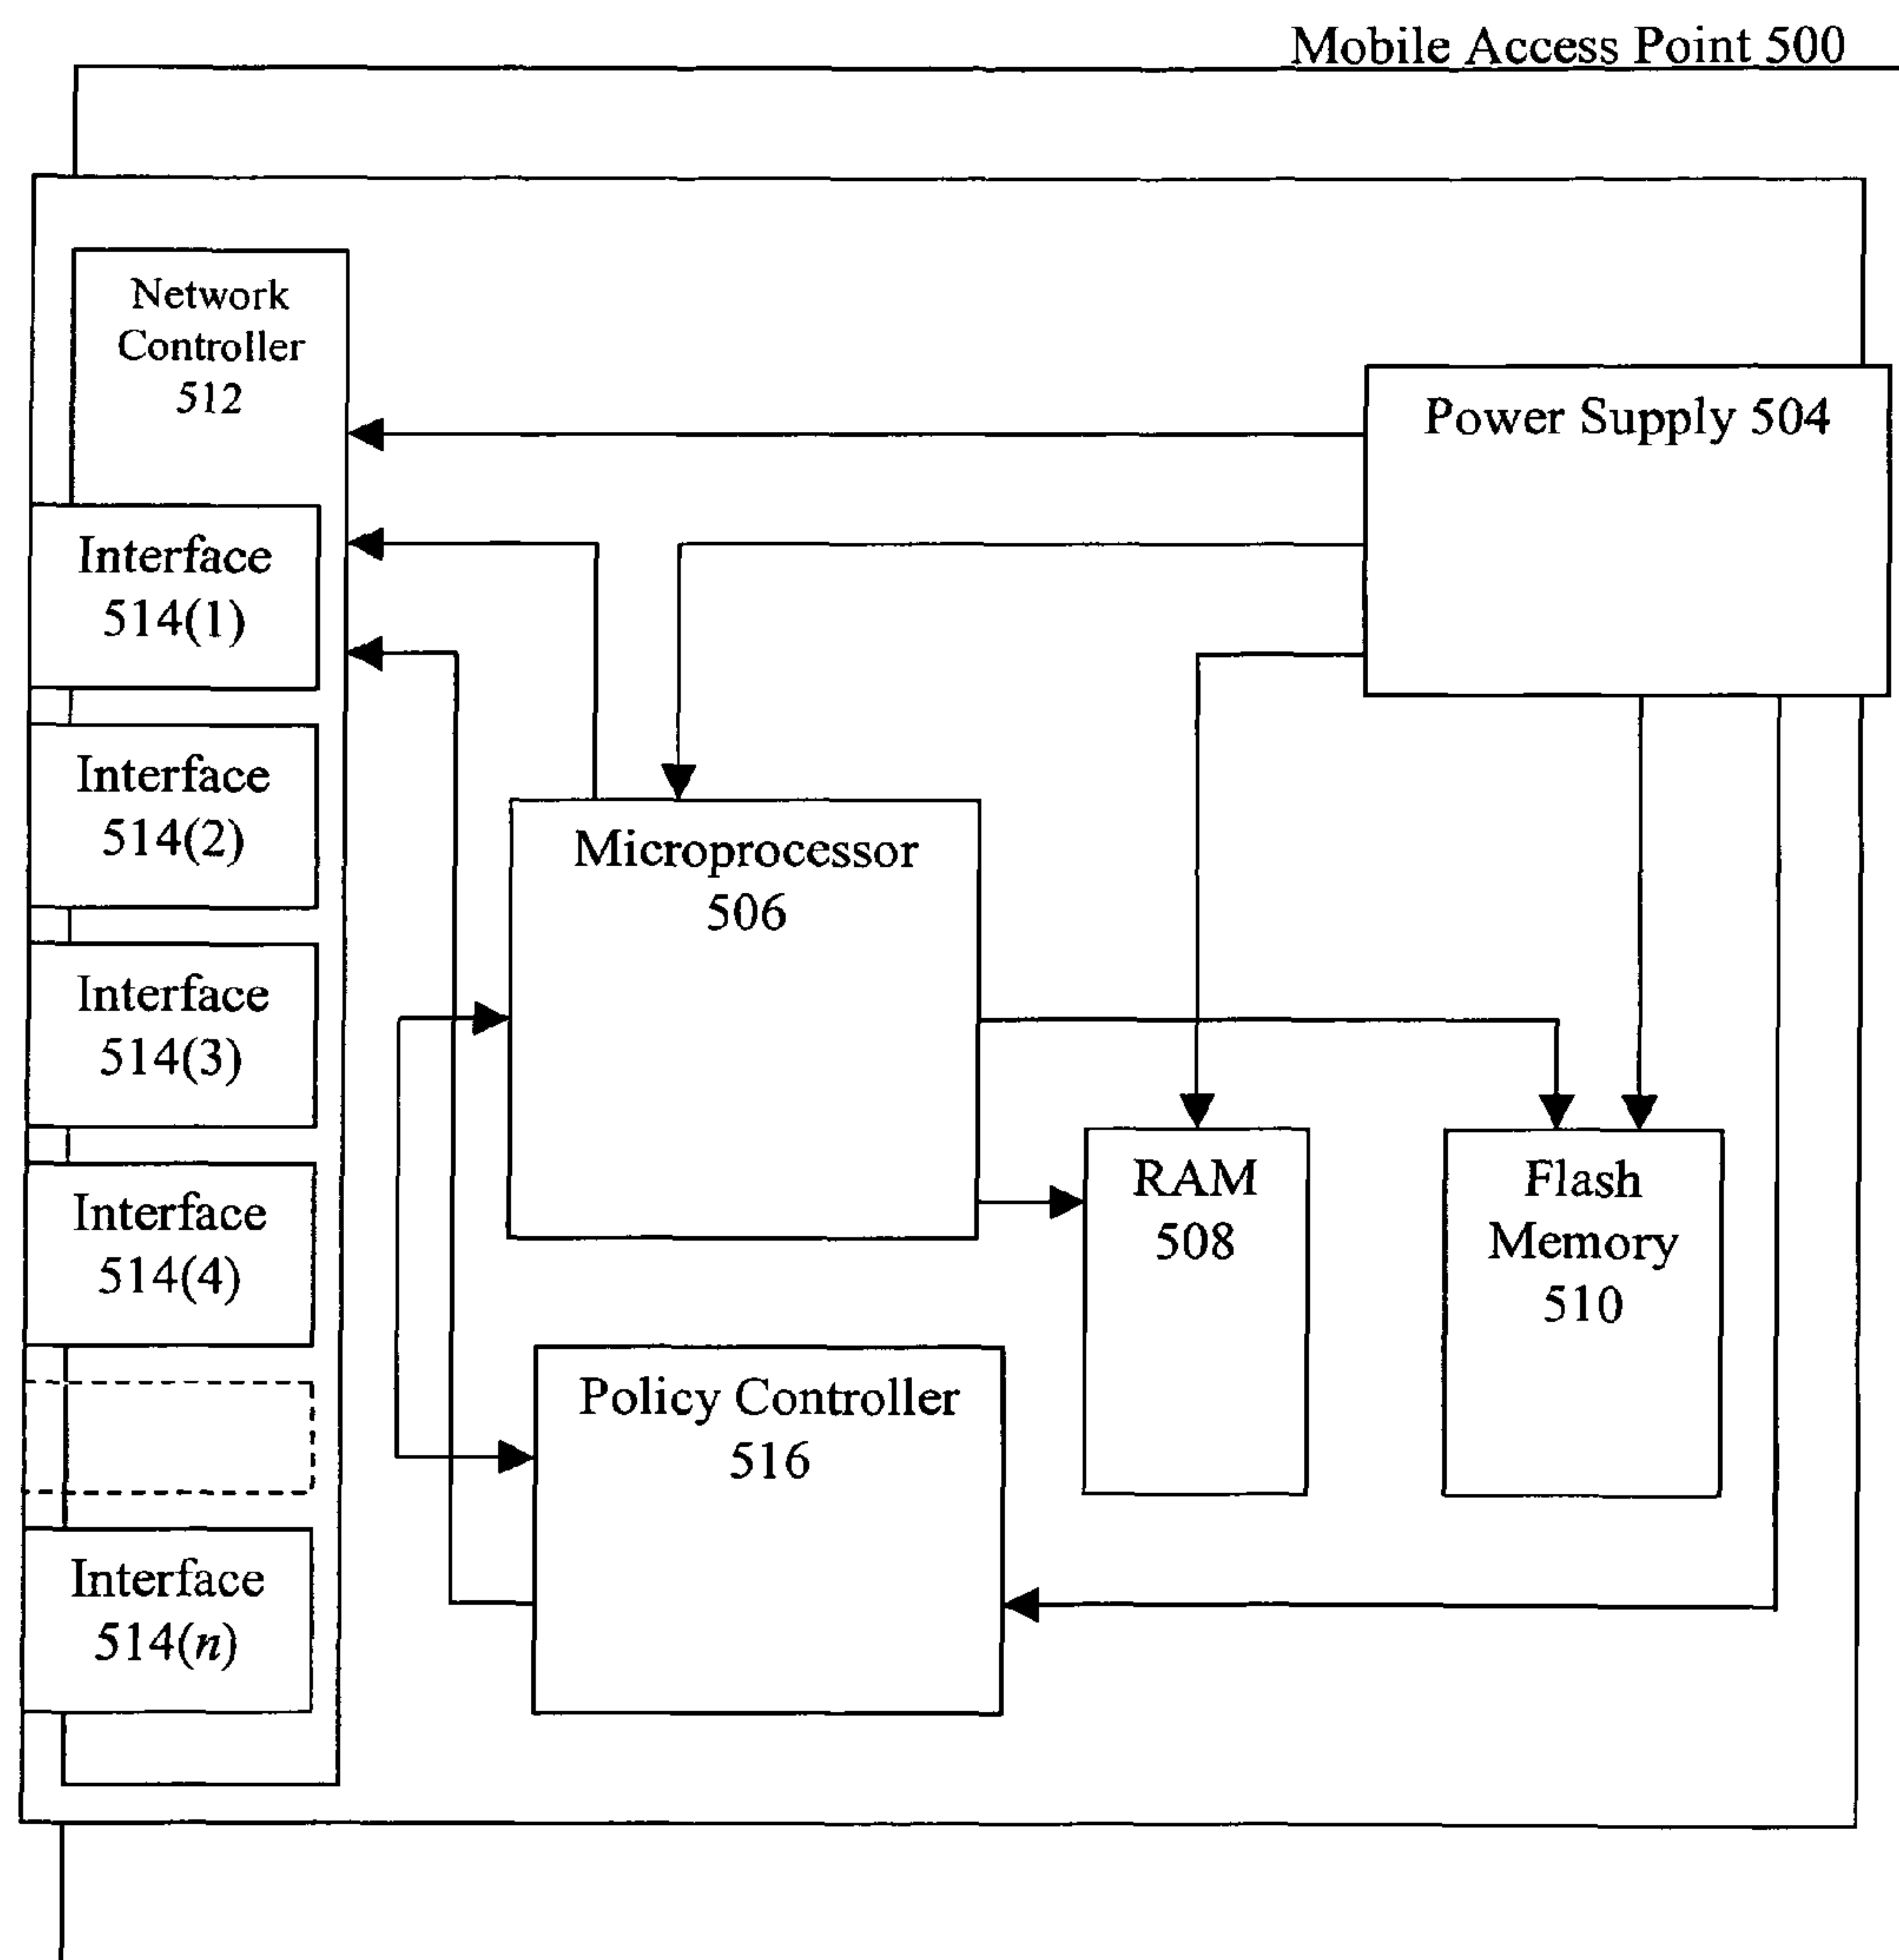 Mobile Access Point 500
Network
Controller
512
Power Supply 504
Interface
514(1)
Interface
514(2)
Microprocessor
506
Interface
514(3)
Interface
514(4)
RAM
508
Flash
Memory
510
Policy Controller
516
Interface
514(n)